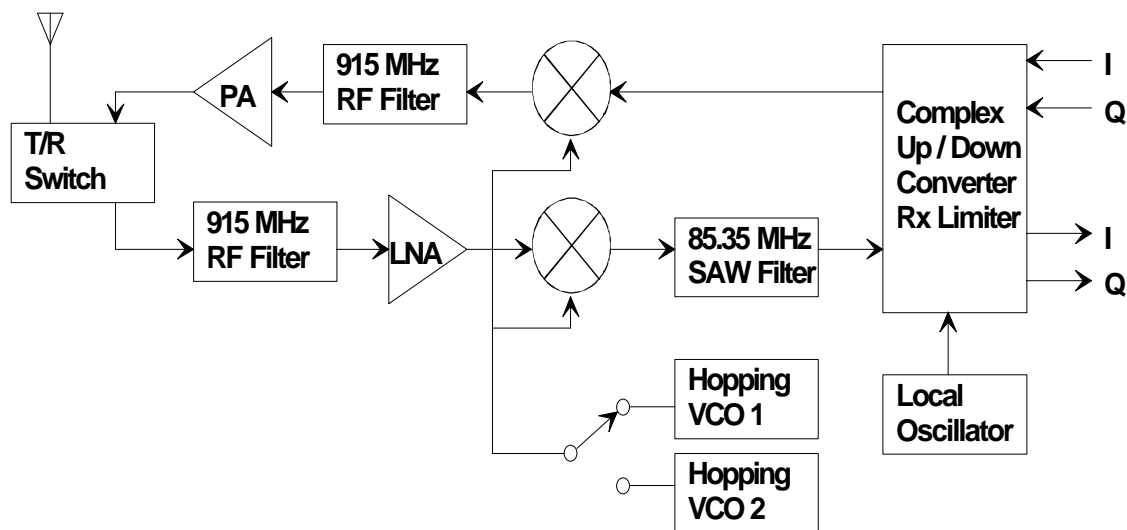 915 MHz
RF Filter
PA
T/R
Switch
915 MHz
RF Filter
LNA
85.35 MHz
SAW Filter
Complex
Up / Down
Converter
Rx Limiter
I
Q
I
Q
Hopping
VCO 1
Hopping
VCO 2
Local
Oscillator